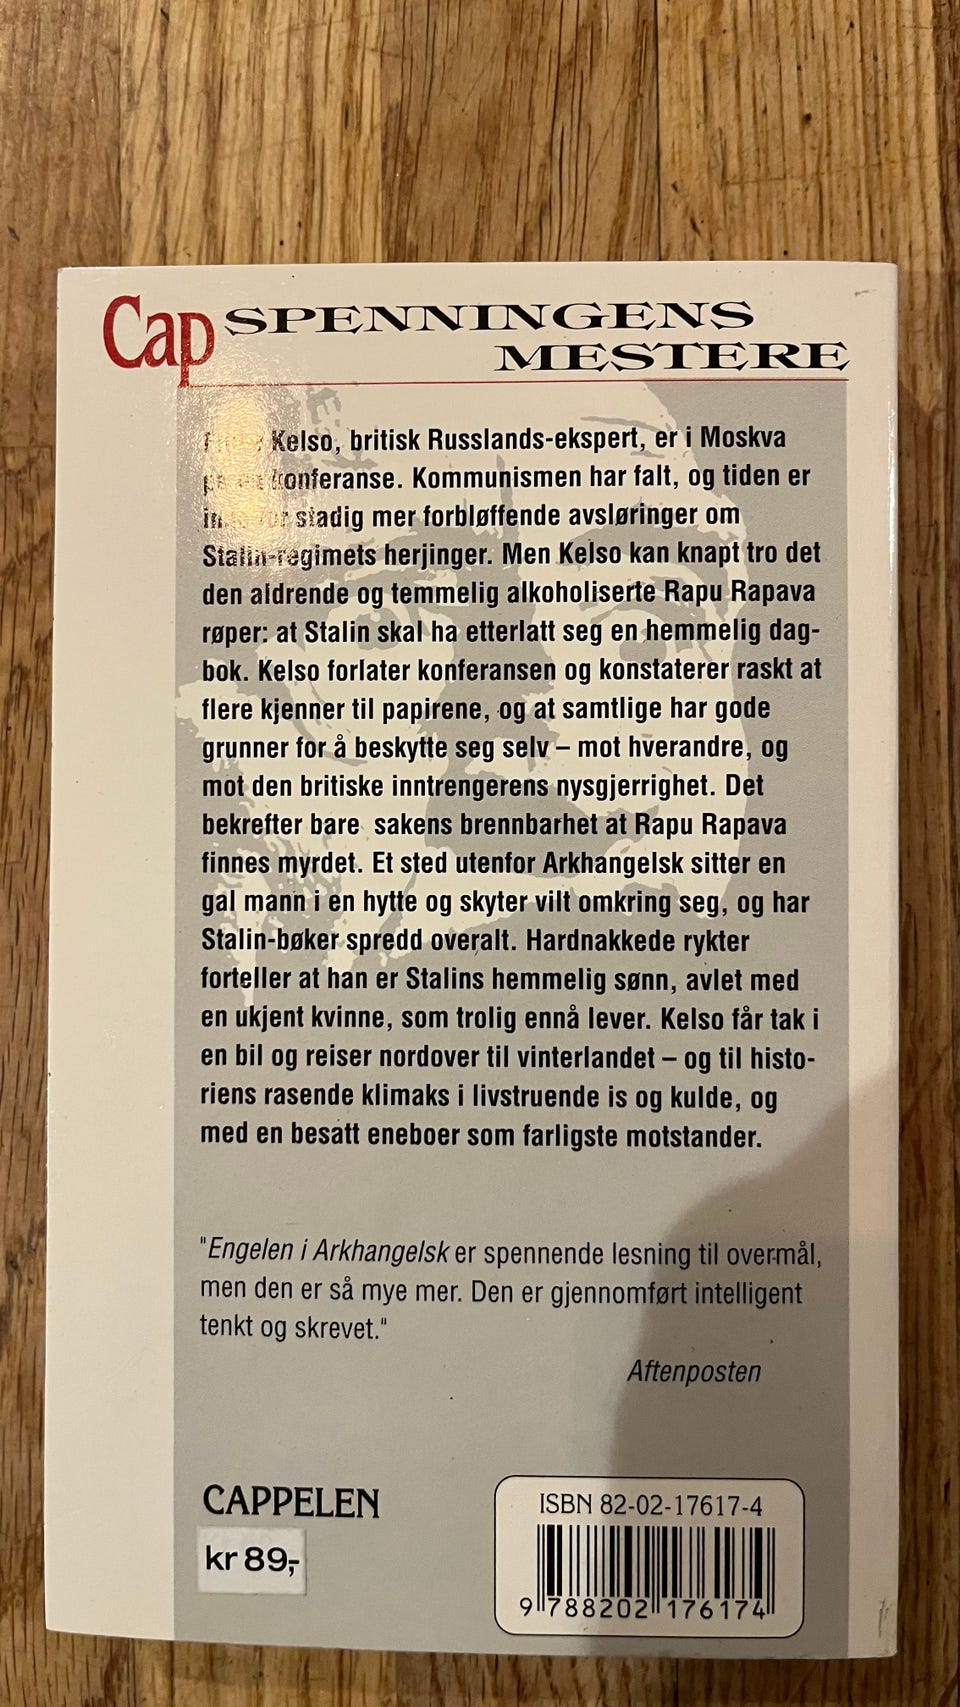 Cap SPENNINGENS
MESTERE
Kelso, britisk Russlands-ekspert, er i Moskva
konferanse. Kommunismen har falt, og tiden er
stadig mer forbløffende avsløringer om
Stalin-regimets herjinger. Men Kelso kan knapt tro det
den aldrende og temmelig alkoholiserte Rapu Rapava
røper: at Stalin skal ha etterlatt seg en hemmelig dag-
bok. Kelso forlater konferansen og konstaterer raskt at
flere kjenner til papirene, og at samtlige har gode
grunner for å beskytte seg selv – mot hverandre, og
mot den britiske inntrengerens nysgjerrighet. Det
bekrefter bare sakens brennbarhet at Rapu Rapava
finnes myrdet. Et sted utenfor Arkhangelsk sitter en
gal mann i en hytte og skyter vilt omkring seg, og har
Stalin-bøker spredd overalt. Hardnakkede rykter
forteller at han er Stalins hemmelig sønn, avlet med
en ukjent kvinne, som trolig ennå lever. Kelso får tak i
en bil og reiser nordover til vinterlandet – og til histo-
riens rasende klimaks i livstruende is og kulde, og
med en besatt eneboer som farligste motstander.
"Engelen i Arkhangelsk er spennende lesning til overmål,
men den er så mye mer. Den er gjennomført intelligent
tenkt og skrevet."
Aftenposten
CAPPELEN
kr 89,-
ISBN 82-02-17617-4
9 788202 176174